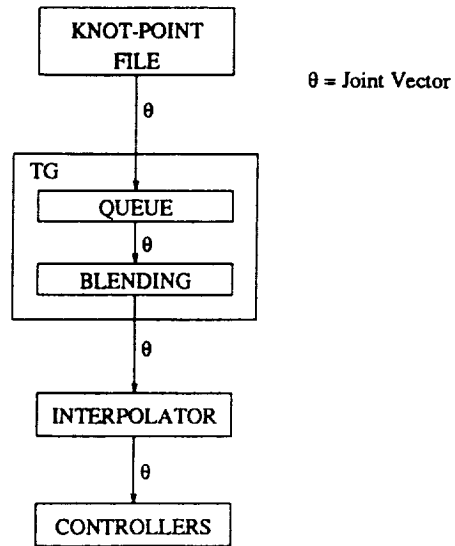 KNOT-POINT
FILE
θ = Joint Vector
θ
TG
QUEUE
θ
BLENDING
θ
INTERPOLATOR
θ
CONTROLLERS